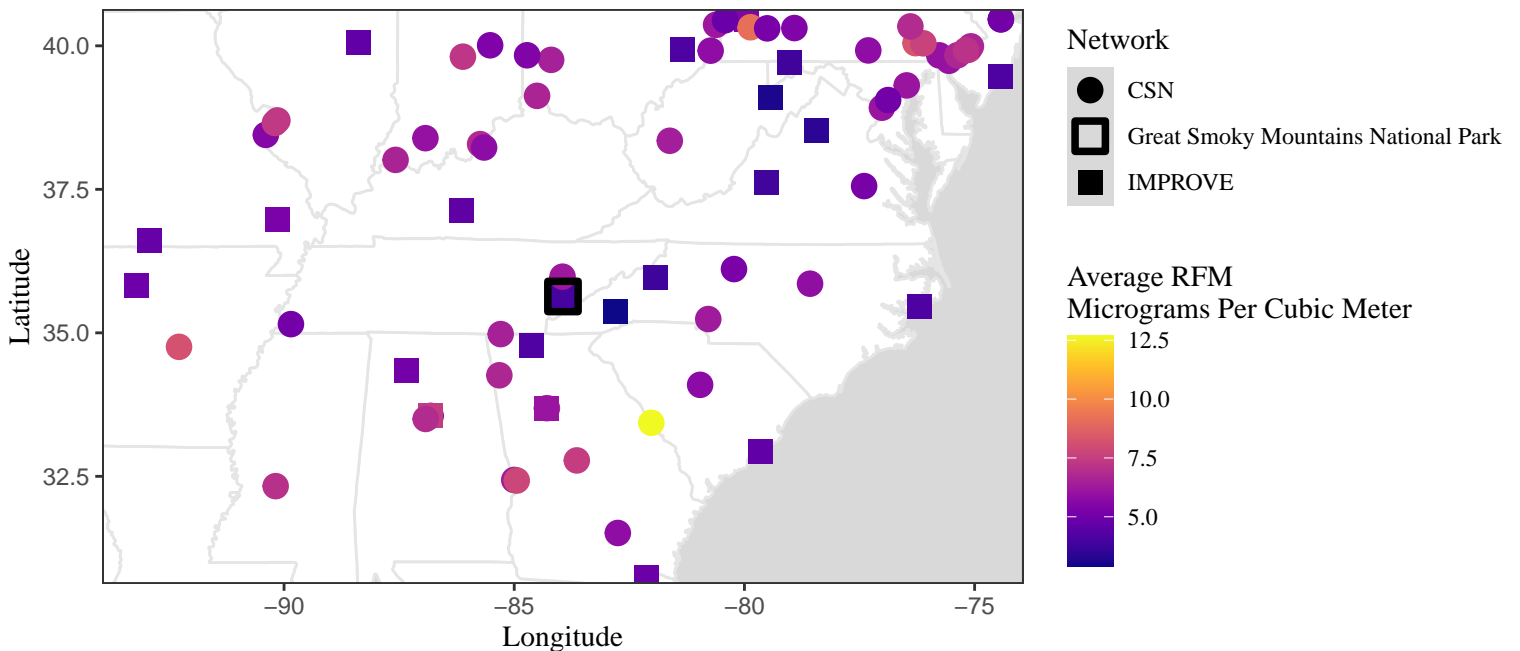 40.0
37.5
35.0
32.5
Latitude
−90
−85
−80
−75
Longitude
Network
CSN
Great Smoky Mountains National Park
IMPROVE
Average RFM
Micrograms Per Cubic Meter
12.5
10.0
7.5
5.0